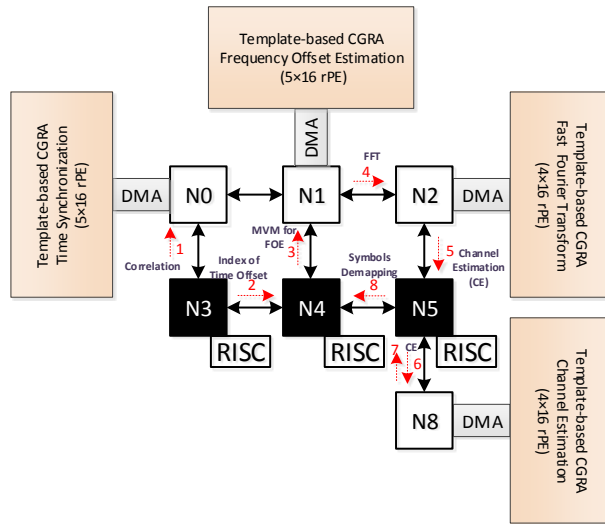 Template-based CGRA
Frequency Offset Estimation
(5×16 rPE)
Template-based CGRA
Time Synchronization
(5×16 rPE)
DMA
DMA
N0
N1
FFT
4
N2
DMA
Template-based CGRA
Fast Fourier Transform
(4×16 rPE)
1
Correlation
MVM for
FOE
3
Index of
Time Offset
2
Symbols
Demapping
8
5
Channel
Estimation
(CE)
N3
N4
N5
RISC
RISC
RISC
7
CE
6
N8
DMA
Template-based CGRA
Channel Estimation
(4×16 rPE)